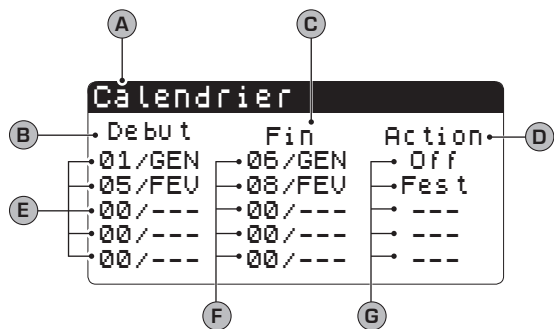 A
C
Calendrier
B
Debut Fin Action
D
01/GEN 06/GEN Off
05/FEV 08/FEV Fest
E
00/--- 00/--- ---
00/--- 00/--- ---
00/--- 00/--- ---
F
G